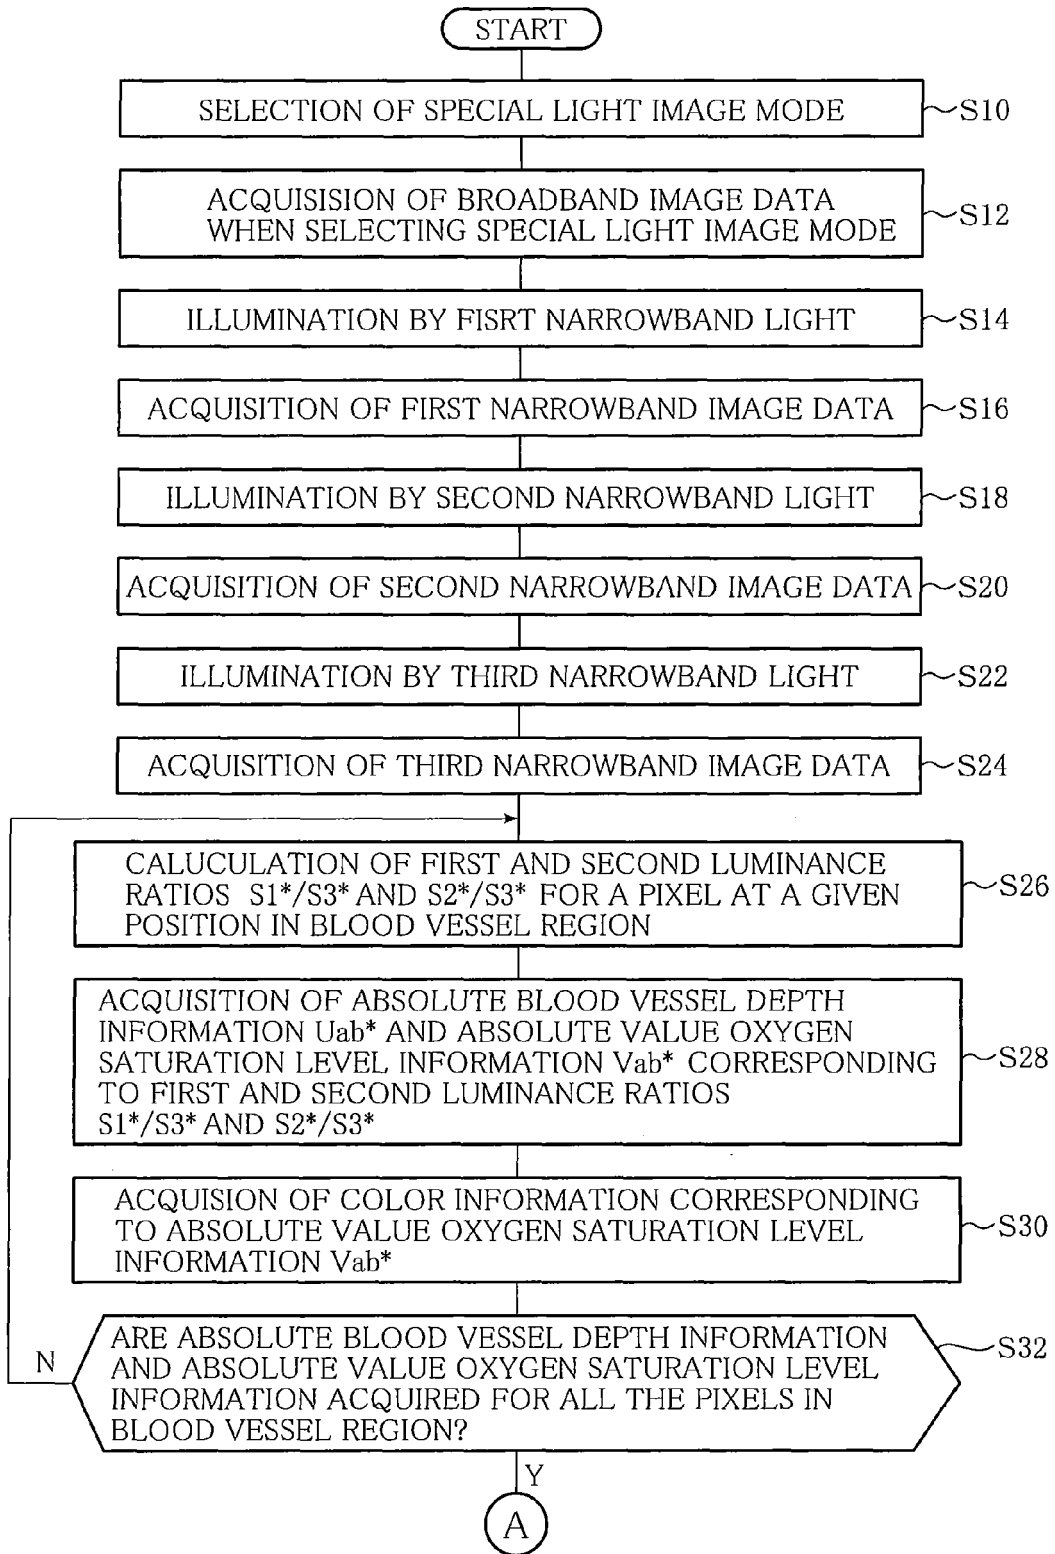 START
SELECTION OF SPECIAL LIGHT IMAGE MODE
S10
ACQUISISION OF BROADBAND IMAGE DATA
WHEN SELECTING SPECIAL LIGHT IMAGE MODE
S12
ILLUMINATION BY FISRT NARROWBAND LIGHT
S14
ACQUISITION OF FIRST NARROWBAND IMAGE DATA
S16
ILLUMINATION BY SECOND NARROWBAND LIGHT
S18
ACQUISITION OF SECOND NARROWBAND IMAGE DATA
S20
ILLUMINATION BY THIRD NARROWBAND LIGHT
S22
ACQUISITION OF THIRD NARROWBAND IMAGE DATA
S24
CALUCULATION OF FIRST AND SECOND LUMINANCE
RATIOS S1*/S3* AND S2*/S3* FOR A PIXEL AT A GIVEN
POSITION IN BLOOD VESSEL REGION
S26
ACQUISITION OF ABSOLUTE BLOOD VESSEL DEPTH
INFORMATION Uab* AND ABSOLUTE VALUE OXYGEN
SATURATION LEVEL INFORMATION Vab* CORRESPONDING
TO FIRST AND SECOND LUMINANCE RATIOS
S1*/S3* AND S2*/S3*
S28
ACQUISION OF COLOR INFORMATION CORRESPONDING
TO ABSOLUTE VALUE OXYGEN SATURATION LEVEL
INFORMATION Vab*
S30
ARE ABSOLUTE BLOOD VESSEL DEPTH INFORMATION
AND ABSOLUTE VALUE OXYGEN SATURATION LEVEL
INFORMATION ACQUIRED FOR ALL THE PIXELS IN
BLOOD VESSEL REGION?
S32
N
Y
A